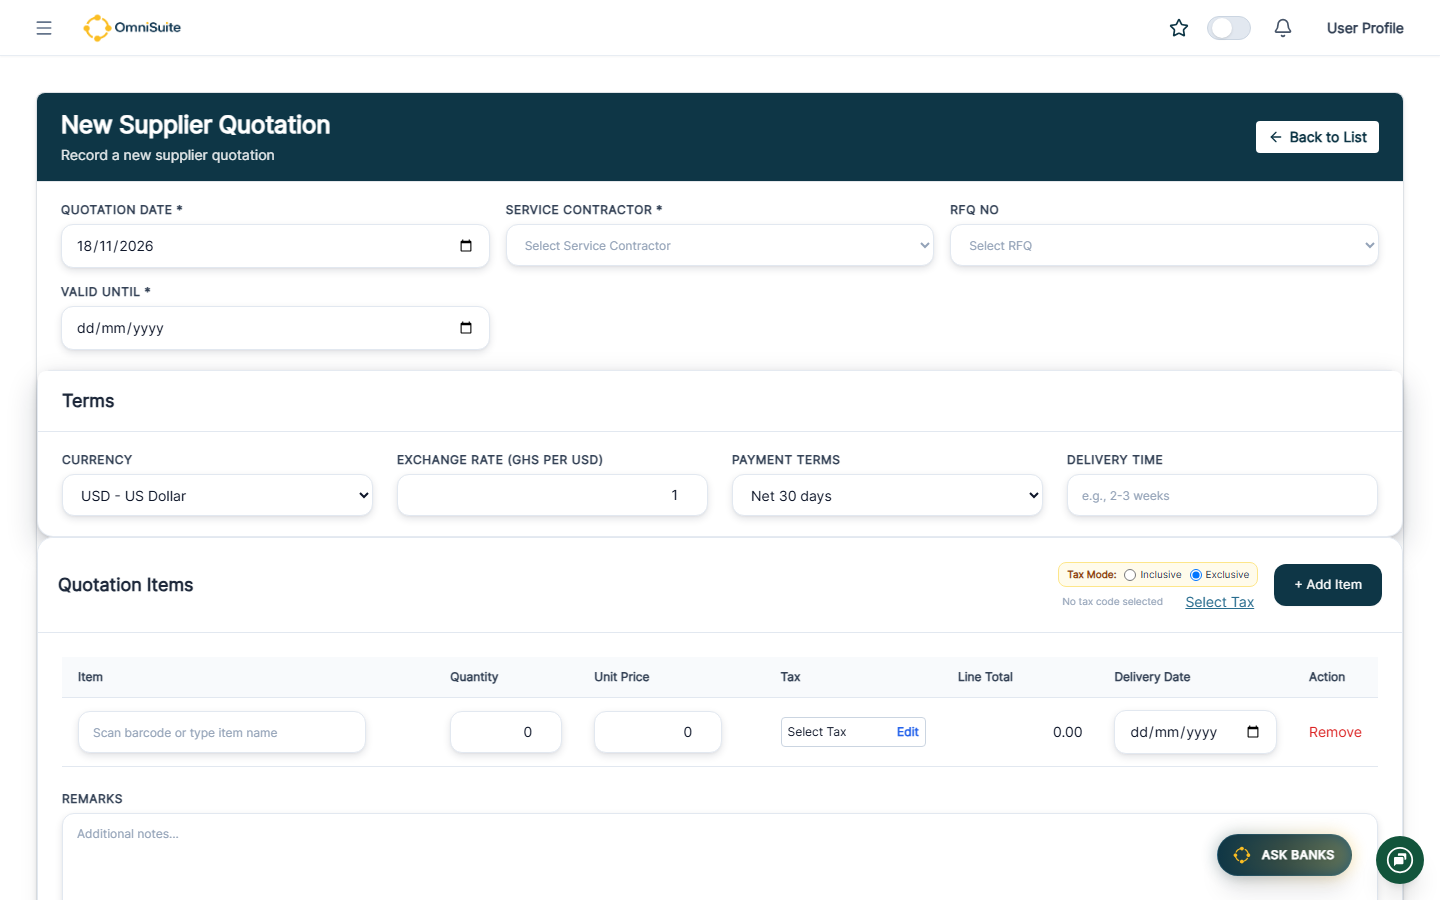 OmniSuite
User Profile
New Supplier Quotation
Record a new supplier quotation
← Back to List
QUOTATION DATE *
SERVICE CONTRACTOR *
RFQ NO
18/11/2026
Select Service Contractor
Select RFQ
VALID UNTIL *
dd/mm/yyyy
Terms
CURRENCY
EXCHANGE RATE (GHS PER USD)
PAYMENT TERMS
DELIVERY TIME
USD - US Dollar
1
Net 30 days
e.g., 2-3 weeks
Quotation Items
Tax Mode: Inclusive Exclusive
No tax code selected Select Tax
+ Add Item
Item Quantity Unit Price Tax Line Total Delivery Date Action
Scan barcode or type item name 0 0 Select Tax Edit 0.00 dd/mm/yyyy Remove
REMARKS
Additional notes...
ASK BANKS